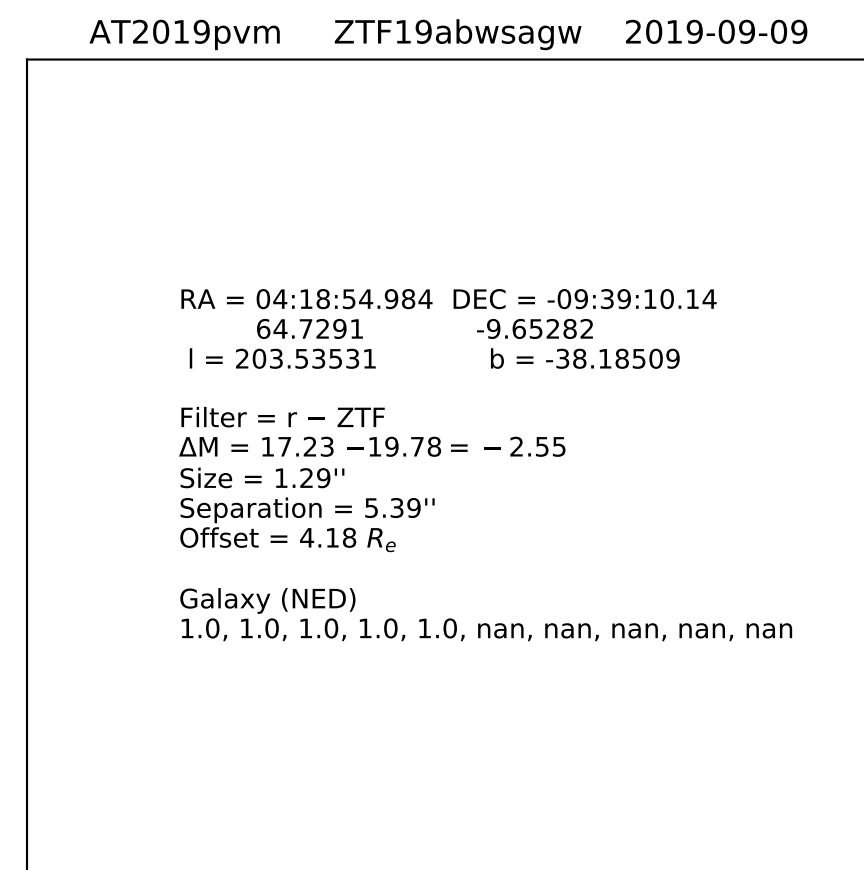 AT2019pvm ZTF19abwsagw 2019-09-09
RA = 04:18:54.984 DEC = -09:39:10.14
64.7291 -9.65282
l = 203.53531 b = -38.18509
Filter = r − ZTF
ΔM = 17.23 −19.78 = − 2.55
Size = 1.29''
Separation = 5.39''
Offset = 4.18 Rₑ
Galaxy (NED)
1.0, 1.0, 1.0, 1.0, 1.0, nan, nan, nan, nan, nan